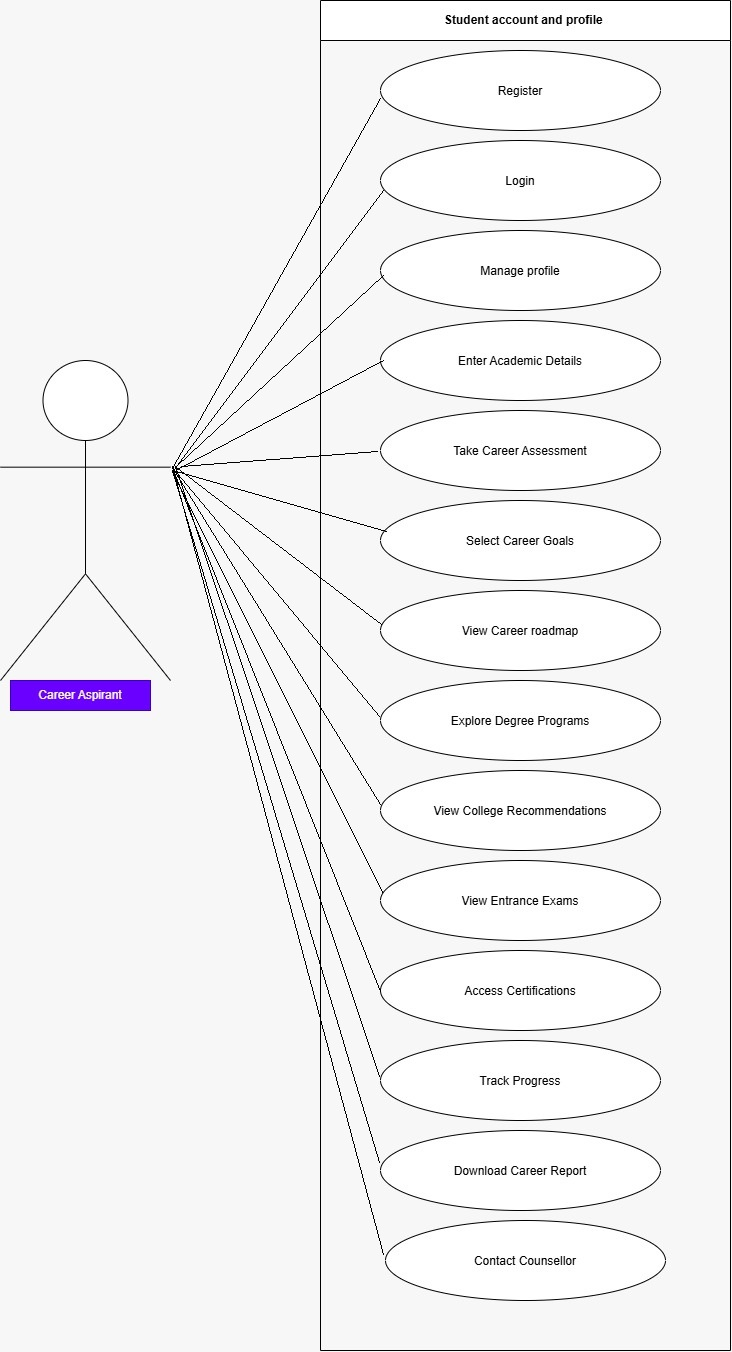 Student account and profile
Register
Login
Manage profile
Enter Academic Details
Take Career Assessment
Select Career Goals
View Career roadmap
Explore Degree Programs
Career Aspirant
View College Recommendations
View Entrance Exams
Access Certifications
Track Progress
Download Career Report
Contact Counsellor